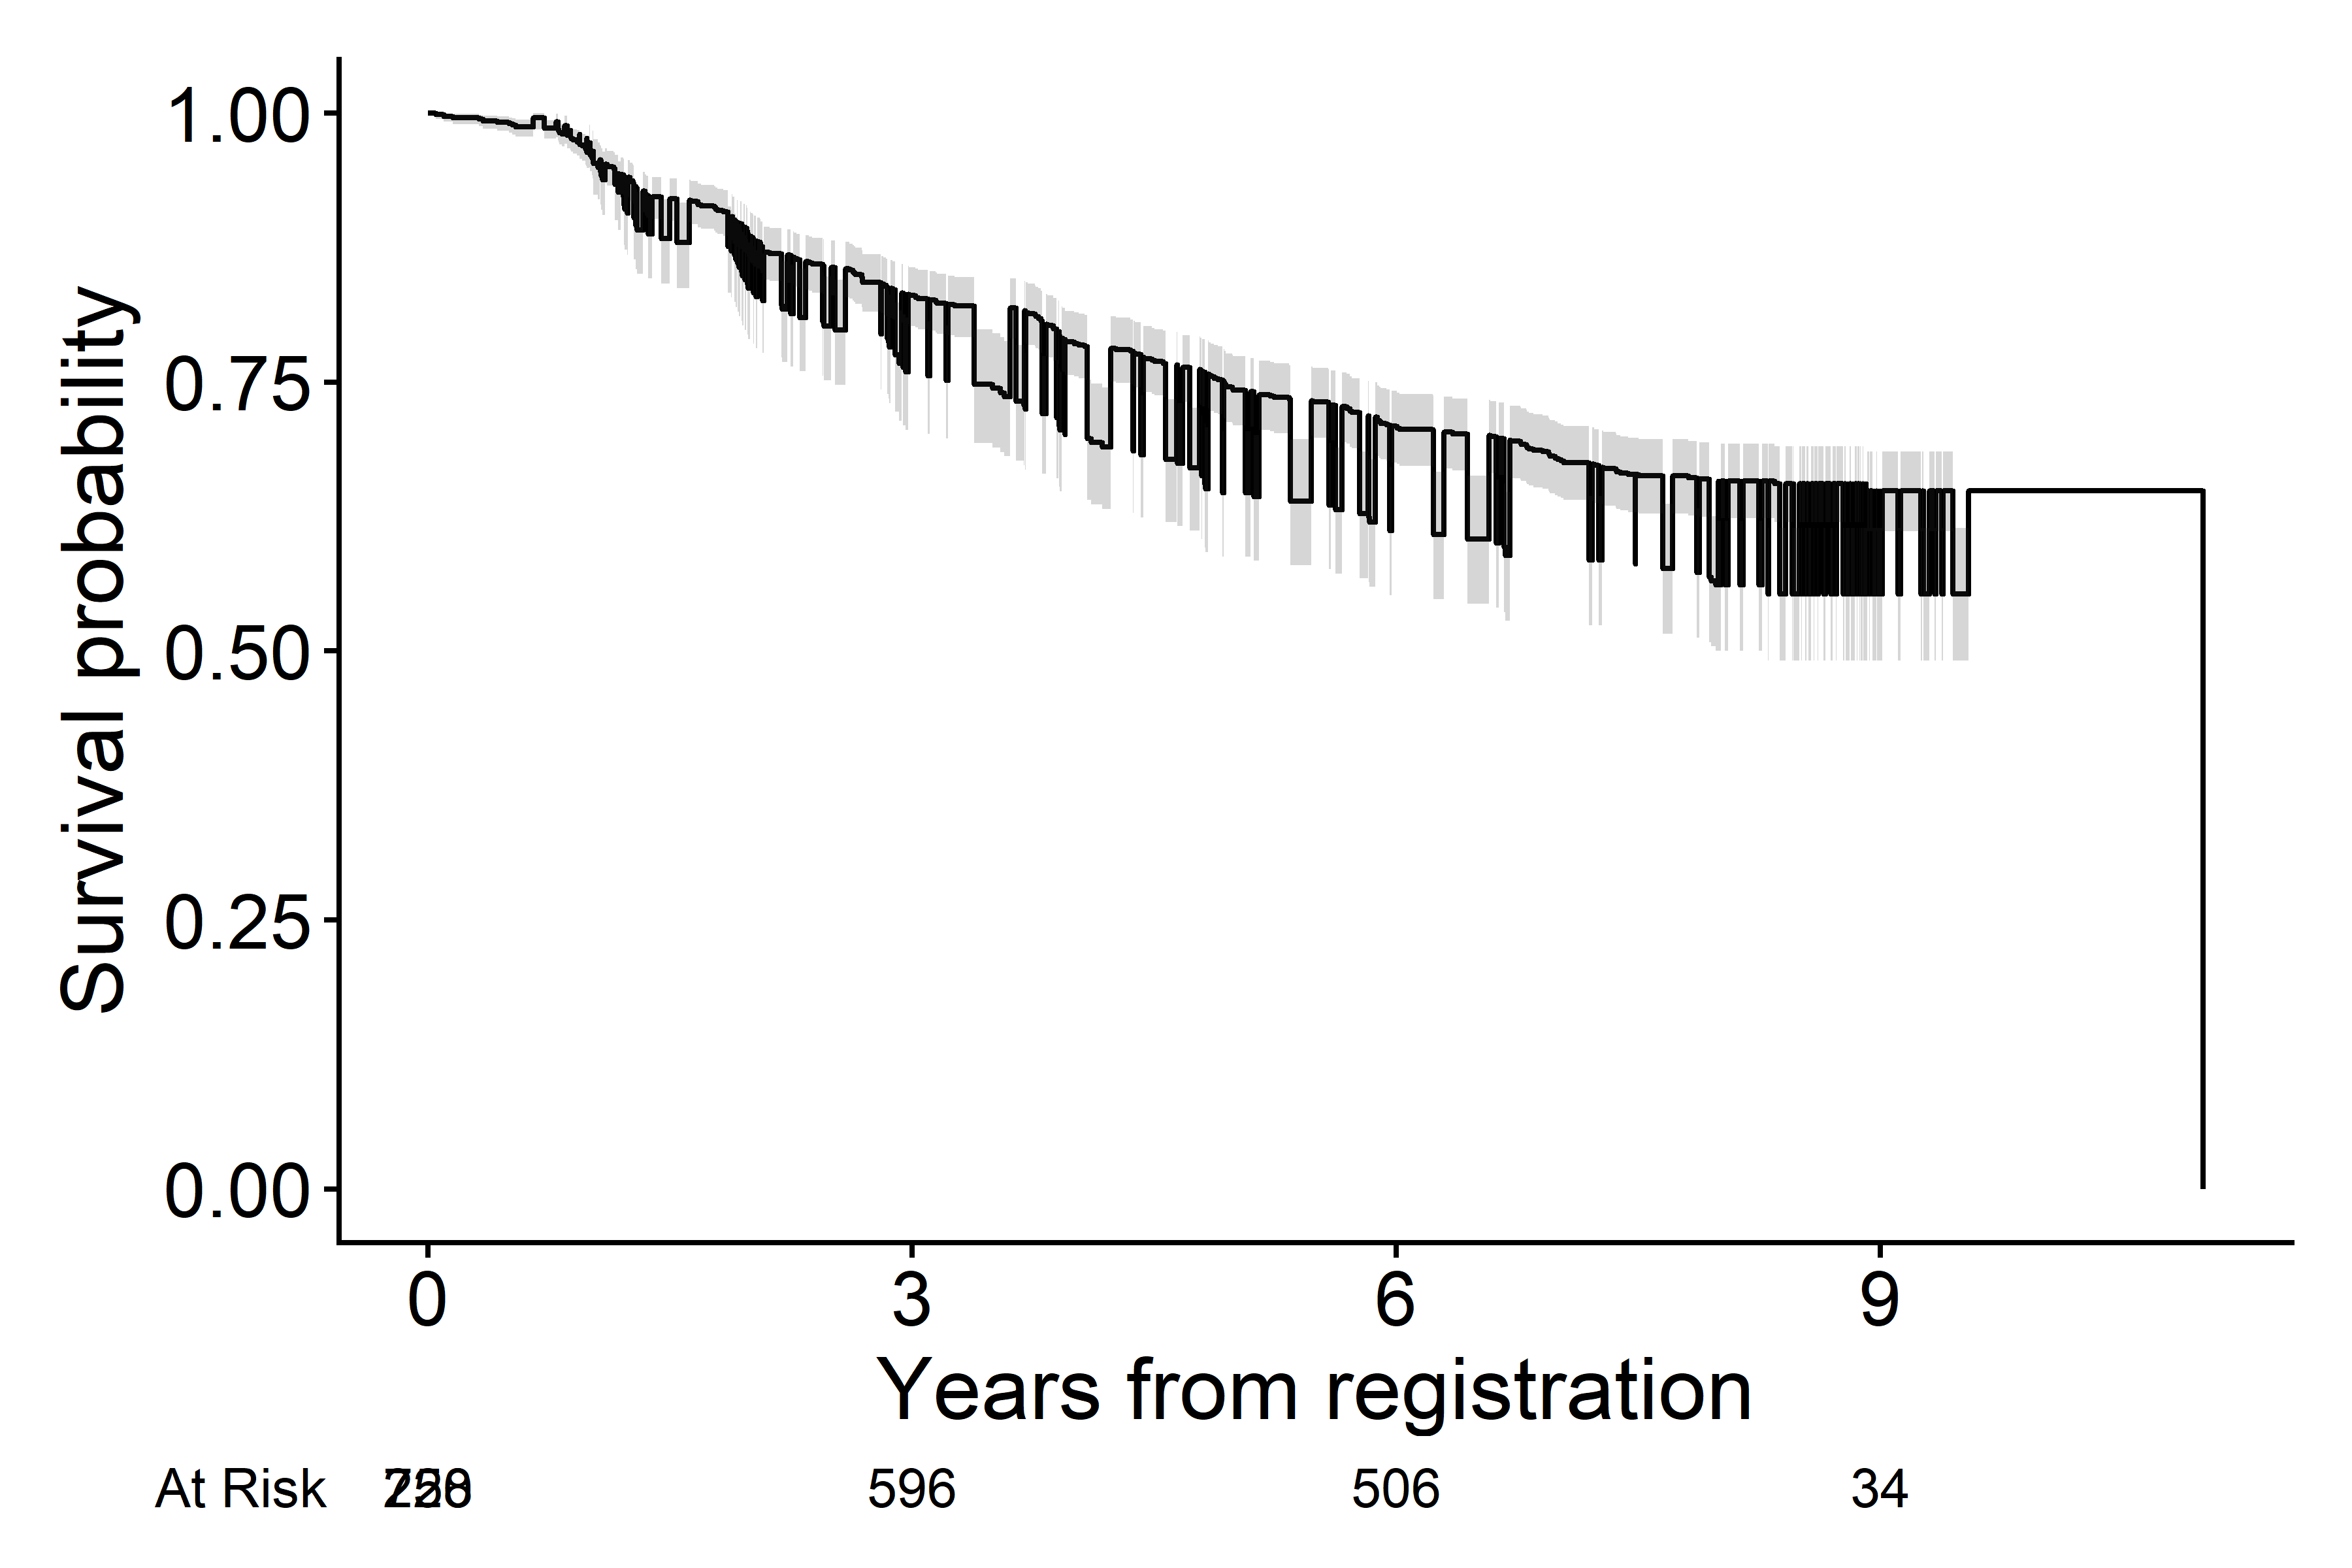 Survival probability
1.00
0.75
0.50
0.25
0.00
0 3 6 9
Years from registration
At Risk 596 506 34